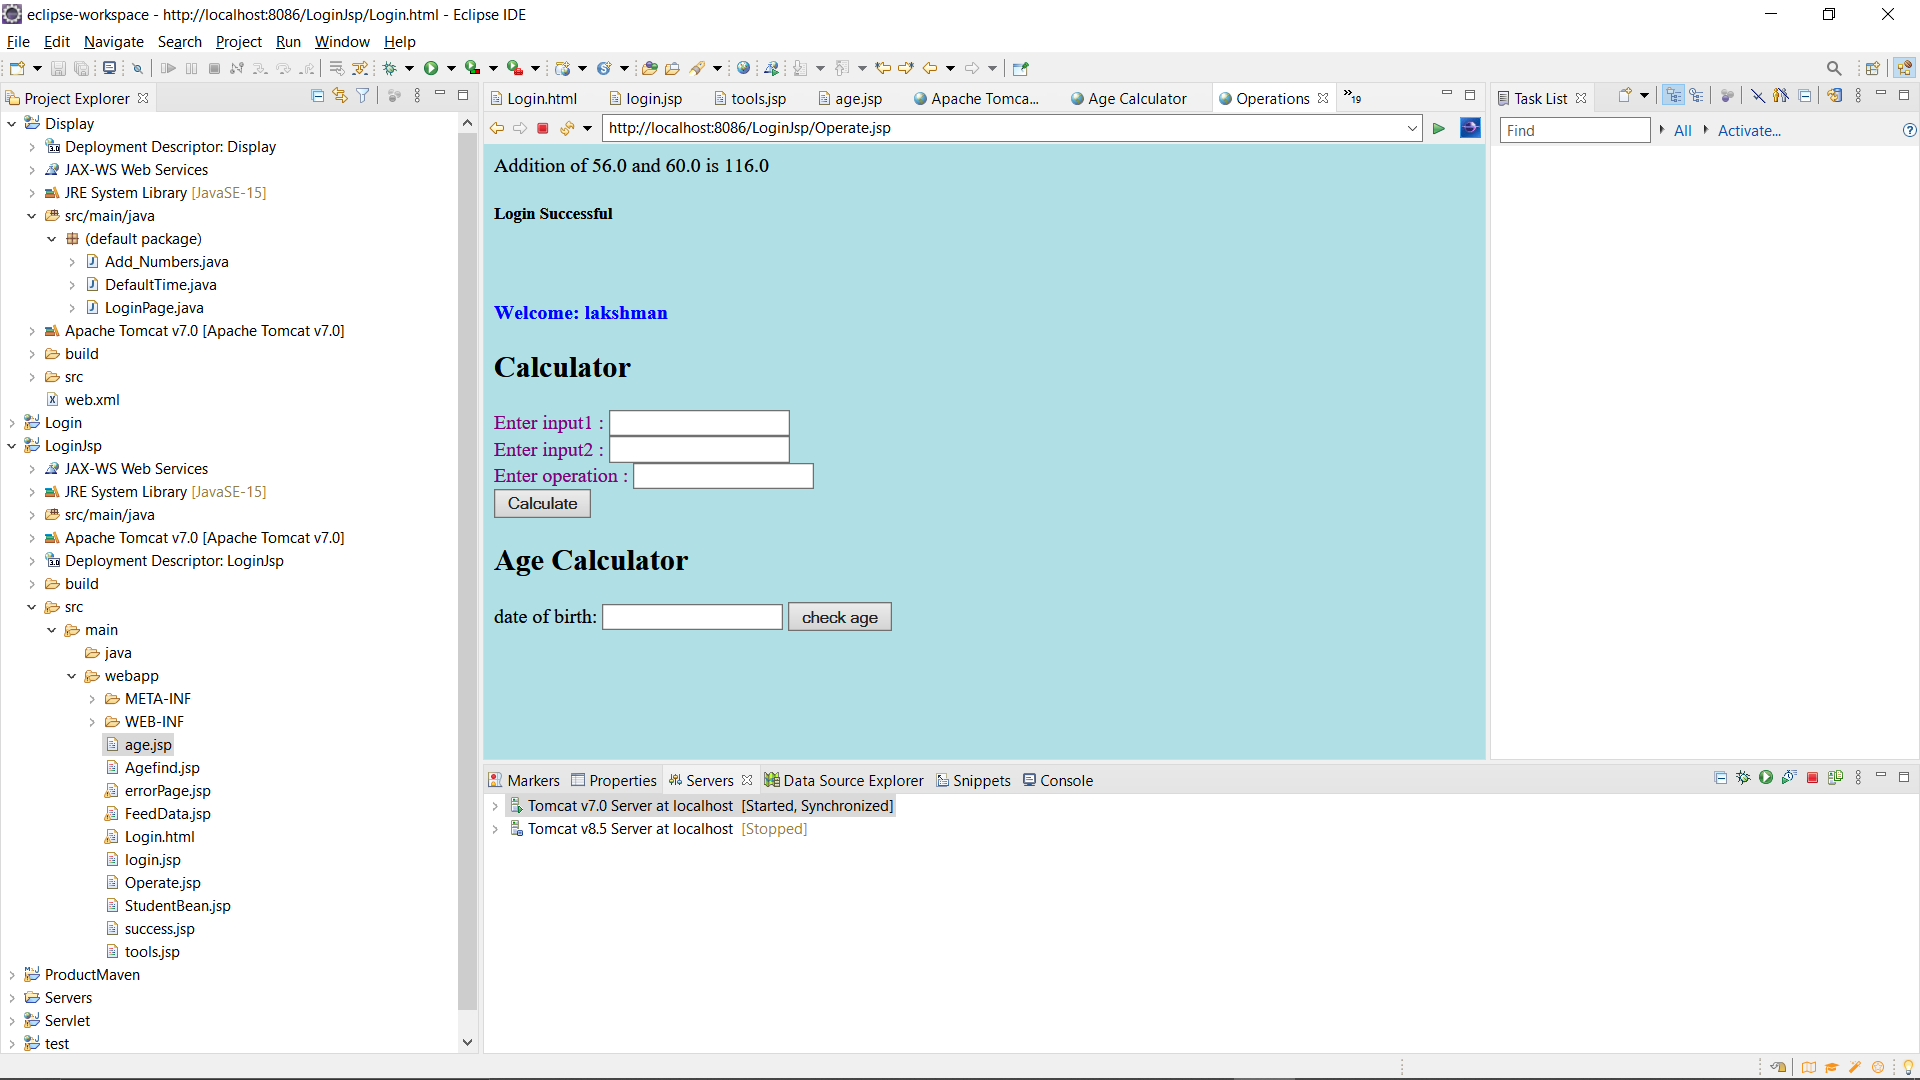 eclipse-workspace - http://localhost:8086/LoginJsp/Login.html - Eclipse IDE
File Edit Navigate Search Project Run Window Help
Project Explorer
Display
Deployment Descriptor: Display
JAX-WS Web Services
JRE System Library [JavaSE-15]
src/main/java
(default package)
Add_Numbers.java
DefaultTime.java
LoginPage.java
Apache Tomcat v7.0 [Apache Tomcat v7.0]
build
src
web.xml
Login
LoginJsp
JAX-WS Web Services
JRE System Library [JavaSE-15]
src/main/java
Apache Tomcat v7.0 [Apache Tomcat v7.0]
Deployment Descriptor: LoginJsp
build
src
main
java
webapp
META-INF
WEB-INF
age.jsp
Agefind.jsp
errorPage.jsp
FeedData.jsp
Login.html
login.jsp
Operate.jsp
StudentBean.jsp
success.jsp
tools.jsp
ProductMaven
Servers
Servlet
test
Login.html login.jsp tools.jsp age.jsp Apache Tomca... Age Calculator Operations »19
http://localhost:8086/LoginJsp/Operate.jsp
Addition of 56.0 and 60.0 is 116.0
Login Successful
Welcome: lakshman
Calculator
Enter input1 :
Enter input2 :
Enter operation :
Calculate
Age Calculator
date of birth: check age
Markers Properties Servers Data Source Explorer Snippets Console
Tomcat v7.0 Server at localhost [Started, Synchronized]
Tomcat v8.5 Server at localhost [Stopped]
Task List
Find All Activate...